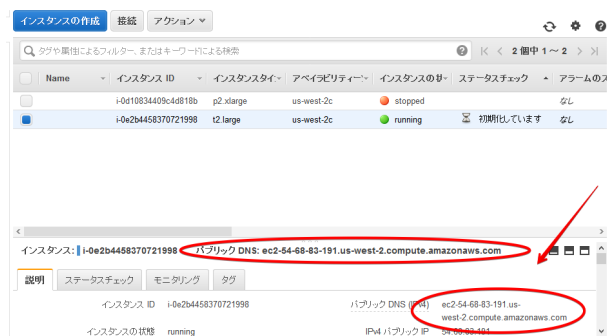 インスタンスの作成 接続 アクション
タグや属性によるフィルター、またはキーワードによる検索 2 個中 1 ~ 2
Name インスタンス ID インスタンスタイ アベイラビリティー インスタンスの状 ステータスチェック アラームのス
i-0d10834409c4d818b p2.xlarge us-west-2c stopped なし
i-0e2b4458370721998 t2.large us-west-2c running 初期化しています なし
インスタンス: i-0e2b4458370721998 パブリック DNS: ec2-54-68-83-191.us-west-2.compute.amazonaws.com
説明 ステータスチェック モニタリング タグ
インスタンス ID i-0e2b4458370721998 パブリック DNS (IPv4) ec2-54-68-83-191.us-
west-2.compute.amazonaws.com
インスタンスの状態 running IPv4 パブリック IP 54.68.83.191